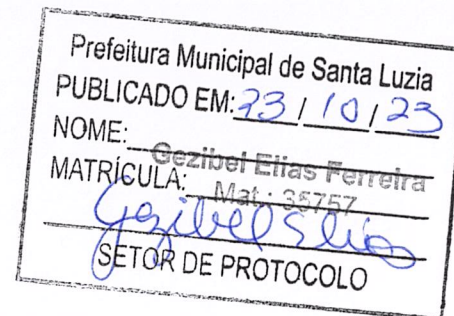 Prefeitura Municipal de Santa Luzia
PUBLICADO EM: 23 / 10 / 23
NOME: Gezibel Elias Ferreira
MATRÍCULA: Mat.: 35757
Gezibel Elias
SETOR DE PROTOCOLO